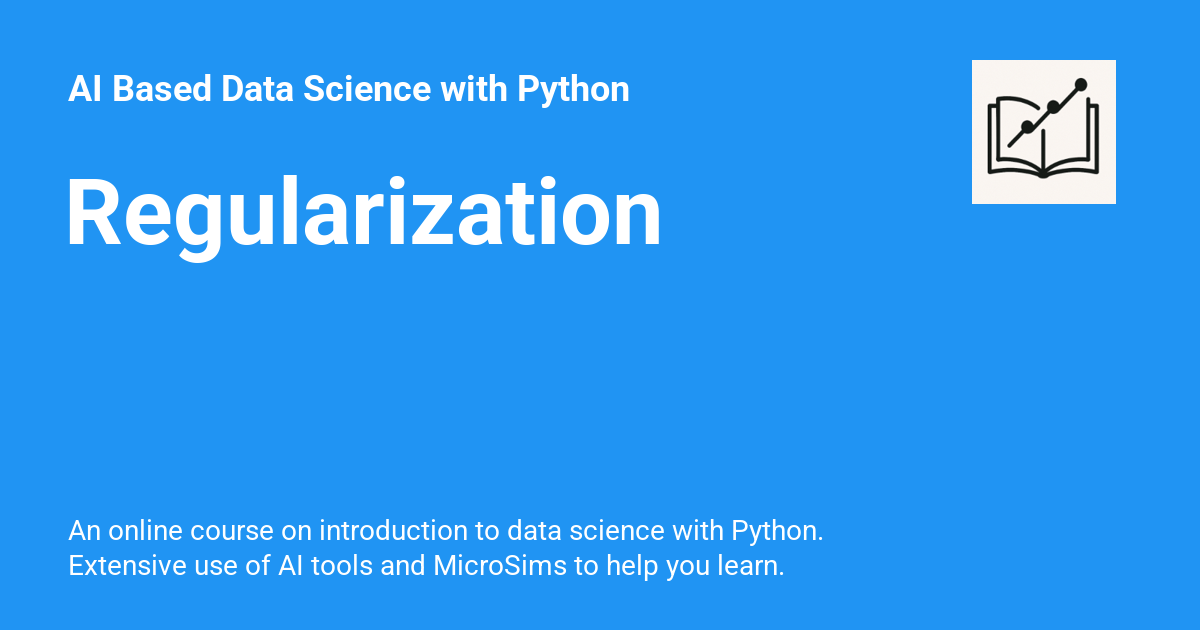 AI Based Data Science with Python
Regularization
An online course on introduction to data science with Python.
Extensive use of AI tools and MicroSims to help you learn.